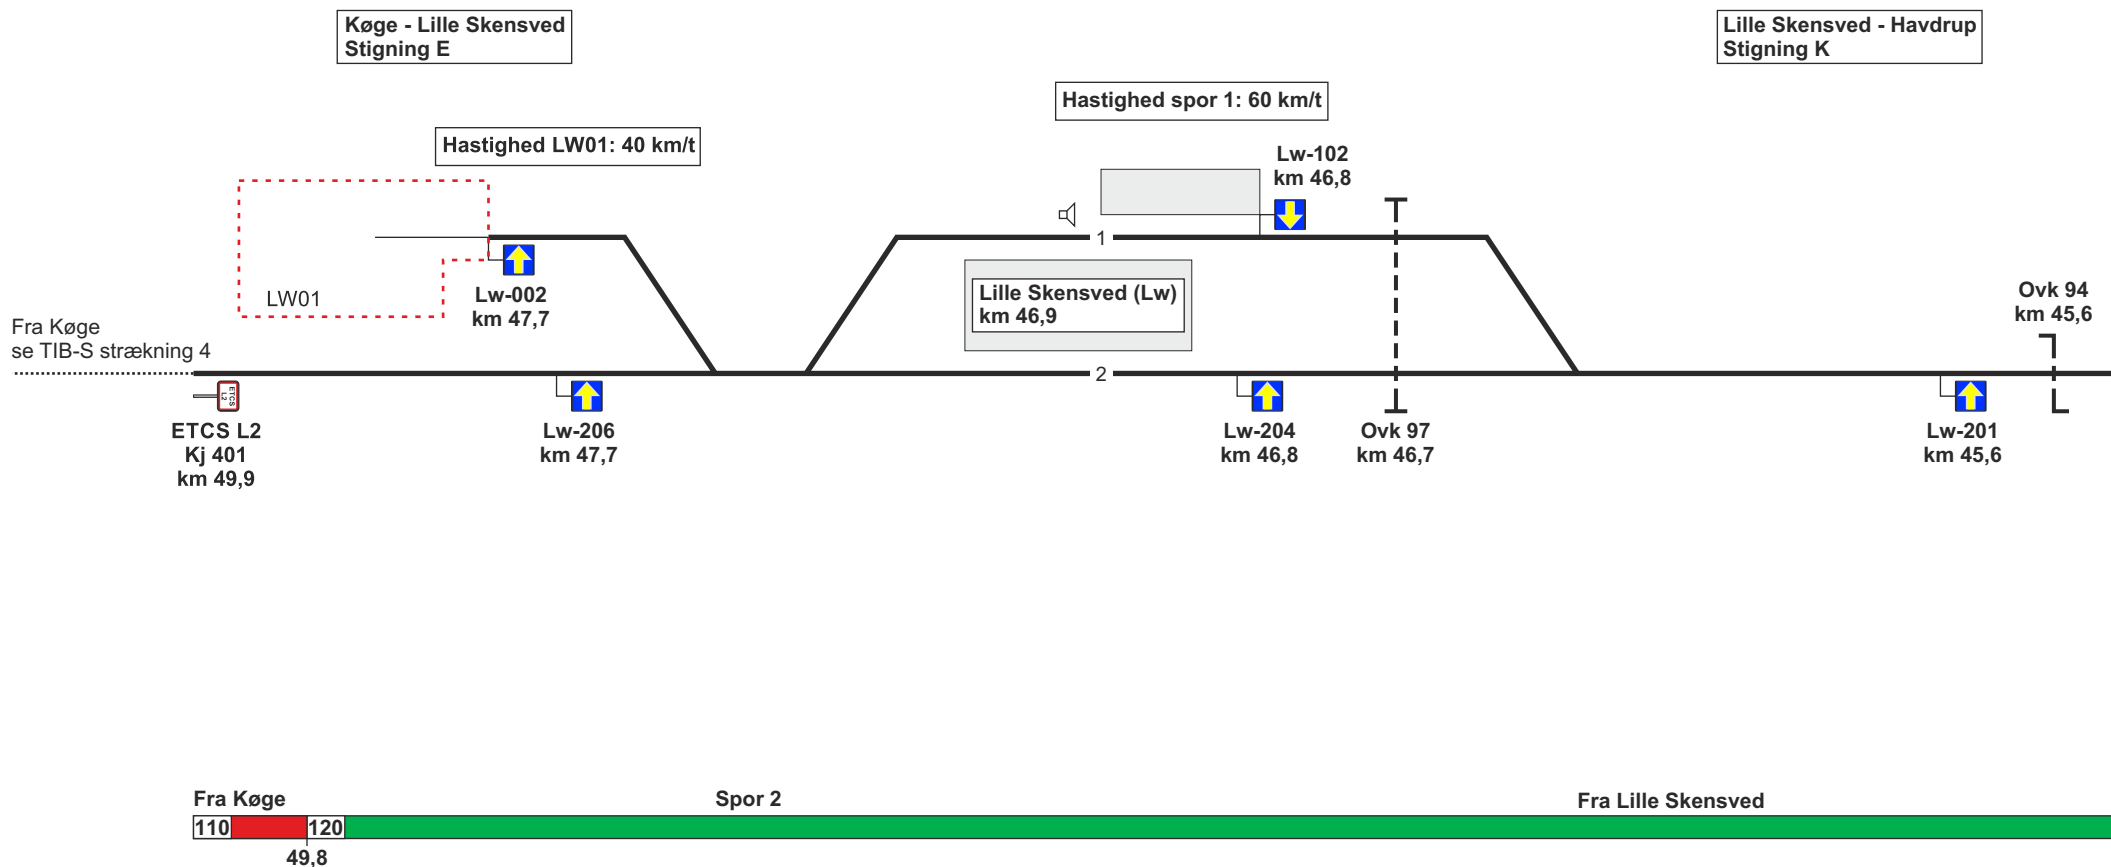 Køge - Lille Skensved
Stigning E
Lille Skensved - Havdrup
Stigning K
Hastighed spor 1: 60 km/t
Hastighed LW01: 40 km/t
Lw-102
km 46,8
1
LW01
Lw-002
km 47,7
Lille Skensved (Lw)
km 46,9
Ovk 94
km 45,6
Fra Køge
se TIB-S strækning 4
2
ETCS
L2
ETCS L2
Kj 401
km 49,9
Lw-206
km 47,7
Lw-204
km 46,8
Ovk 97
km 46,7
Lw-201
km 45,6
Fra Køge
Spor 2
Fra Lille Skensved
110
120
49,8